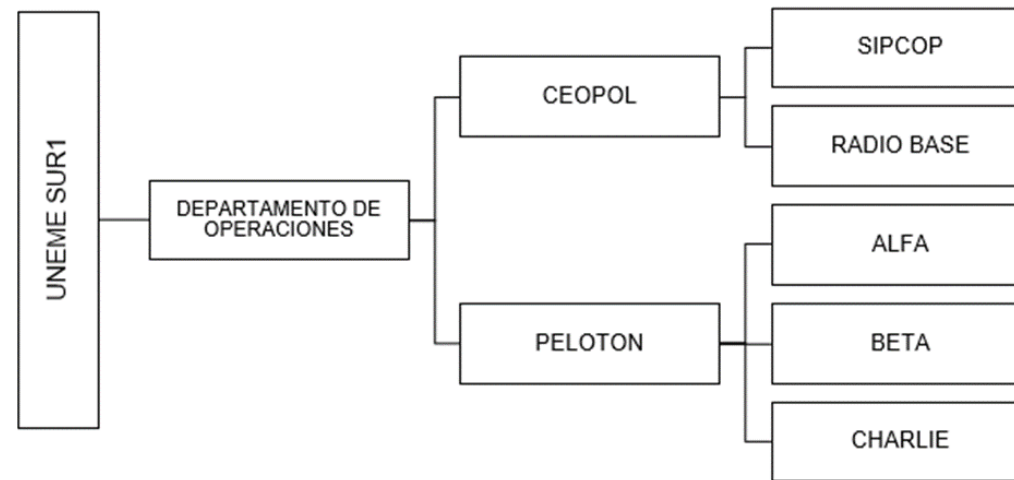 UNEME SUR1
DEPARTAMENTO DE
OPERACIONES
CEOPOL
SIPCOP
RADIO BASE
PELOTON
ALFA
BETA
CHARLIE